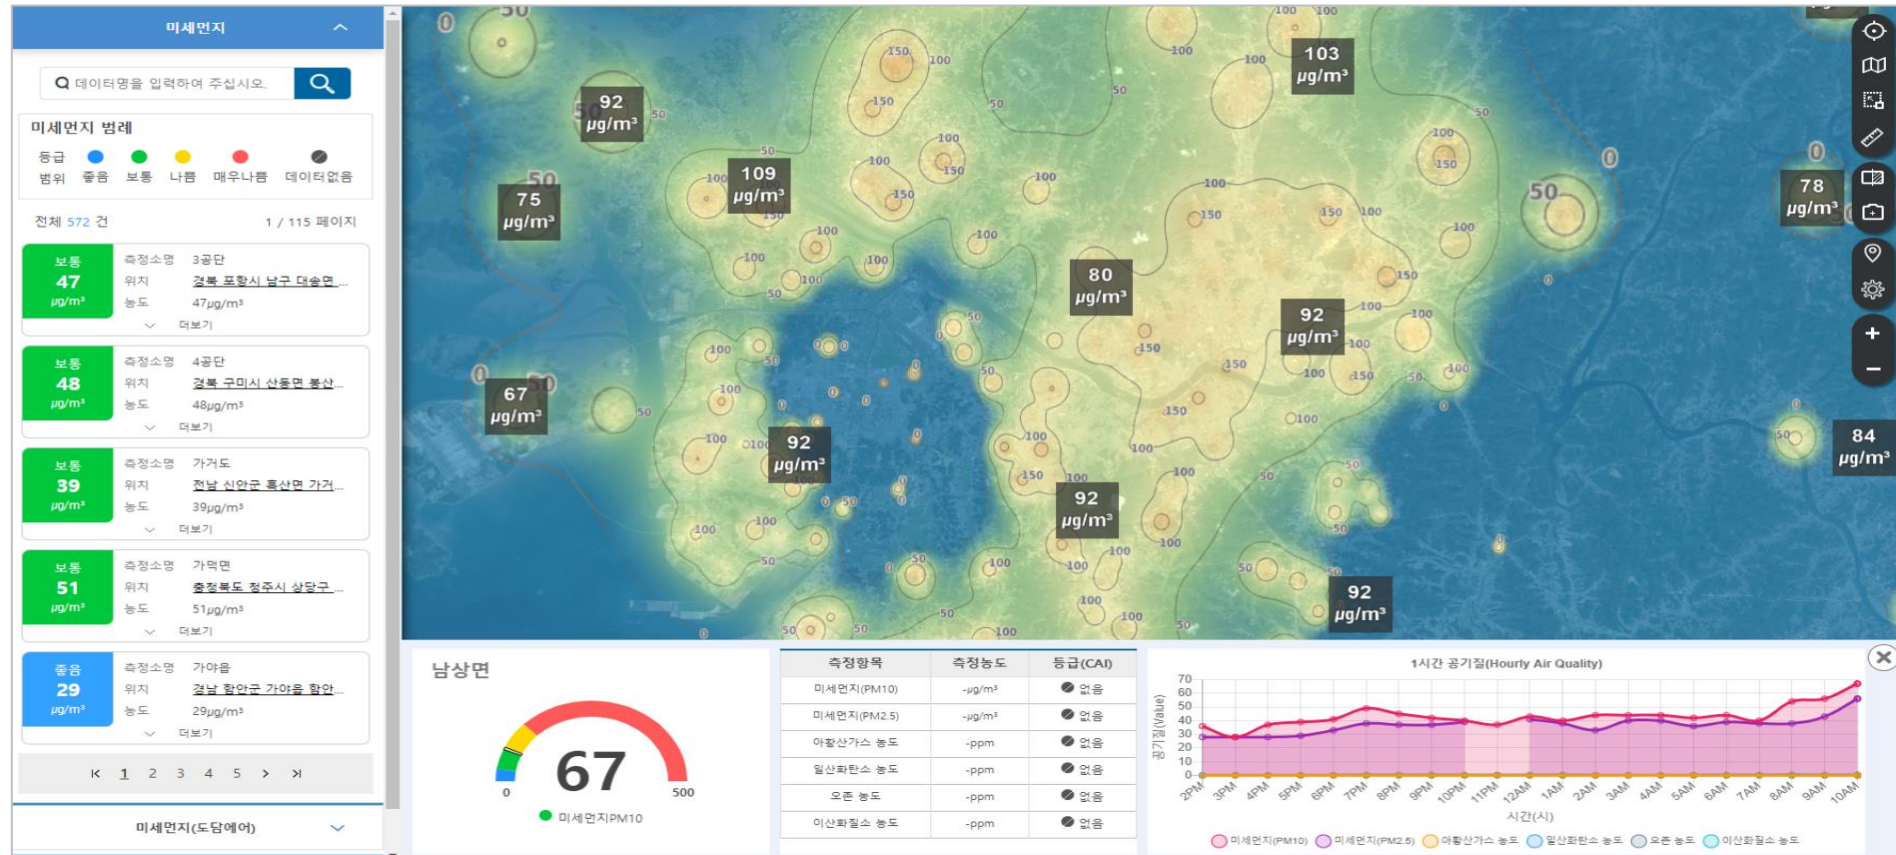 미세먼지
데이터명을 입력하여 주십시오.
미세먼지 범례
등급
범위 좋음 보통 나쁨 매우나쁨 데이터없음
전체 572 건 1 / 115 페이지
보통 47 µg/m³
측정소명 3공단
위치 경북 포항시 남구 대송면 ...
농도 47µg/m³
더보기
보통 48 µg/m³
측정소명 4공단
위치 경북 구미시 산동면 봉산...
농도 48µg/m³
더보기
보통 39 µg/m³
측정소명 가거도
위치 전남 신안군 흑산면 가거...
농도 39µg/m³
더보기
보통 51 µg/m³
측정소명 가덕면
위치 충청북도 청주시 상당구 ...
농도 51µg/m³
더보기
좋음 29 µg/m³
측정소명 가야읍
위치 경남 함안군 가야읍 함안...
농도 29µg/m³
더보기
1 2 3 4 5
미세먼지(도담에어)
103 µg/m³
92 µg/m³
109 µg/m³
75 µg/m³
78 µg/m³
80 µg/m³
92 µg/m³
67 µg/m³
92 µg/m³
84 µg/m³
92 µg/m³
92 µg/m³
남상면
67
0 500
미세먼지PM10
측정항목 측정농도 등급(CAI)
미세먼지(PM10) -µg/m³ 없음
미세먼지(PM2.5) -µg/m³ 없음
아황산가스 농도 -ppm 없음
일산화탄소 농도 -ppm 없음
오존 농도 -ppm 없음
이산화질소 농도 -ppm 없음
1시간 공기질(Hourly Air Quality)
공기질(Value)
70
60
50
40
30
20
10
0
2PM 3PM 4PM 5PM 6PM 7PM 8PM 9PM 10PM 11PM 12AM 1AM 2AM 3AM 4AM 5AM 6AM 7AM 8AM 9AM 10AM
시간(시)
미세먼지(PM10) 미세먼지(PM2.5) 아황산가스 농도 일산화탄소 농도 오존 농도 이산화질소 농도